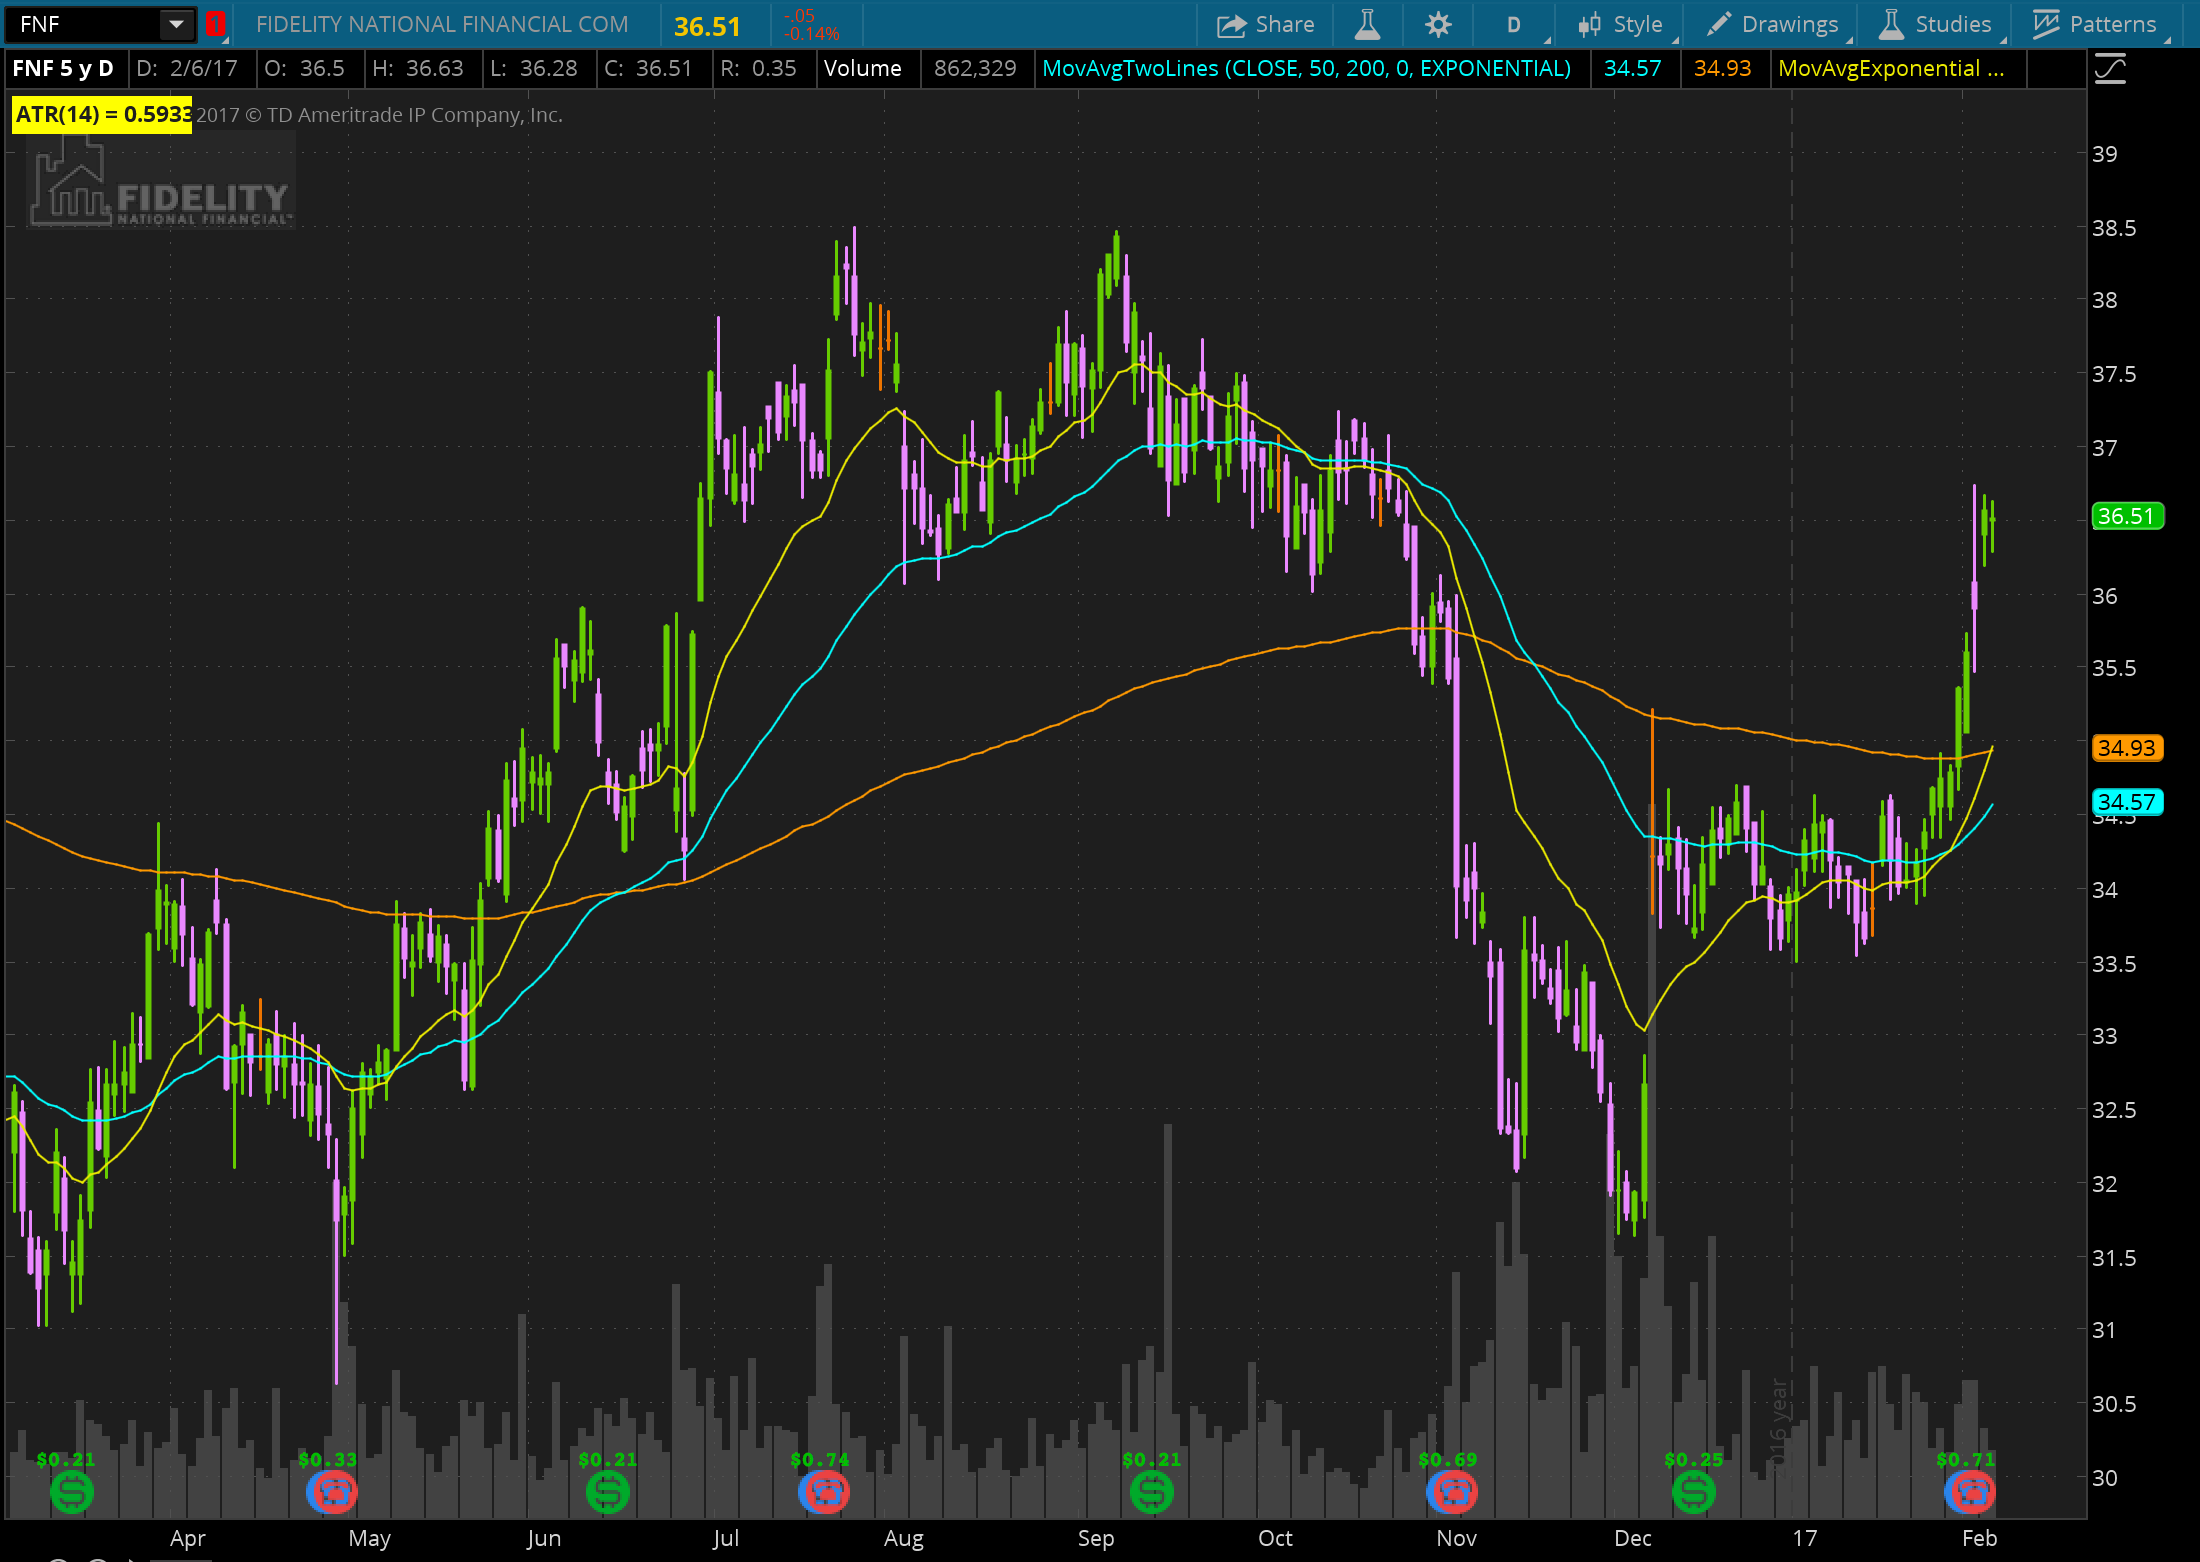 FNF 1 FIDELITY NATIONAL FINANCIAL COM 36.51 -.05 -0.14% Share D Style Drawings Studies Patterns
FNF 5 y D D: 2/6/17 O: 36.5 H: 36.63 L: 36.28 C: 36.51 R: 0.35 Volume 862,329 MovAvgTwoLines (CLOSE, 50, 200, 0, EXPONENTIAL) 34.57 34.93 MovAvgExponential ...
ATR(14) = 0.5933 2017 © TD Ameritrade IP Company, Inc.
FIDELITY
NATIONAL FINANCIAL™
39
38.5
38
37.5
37
36.51
36
35.5
34.93
34.57
34.5
34
33.5
33
32.5
32
31.5
31
30.5
30
2016 year
$0.21 $0.33 $0.21 $0.74 $0.21 $0.69 $0.25 $0.71
Apr May Jun Jul Aug Sep Oct Nov Dec 17 Feb